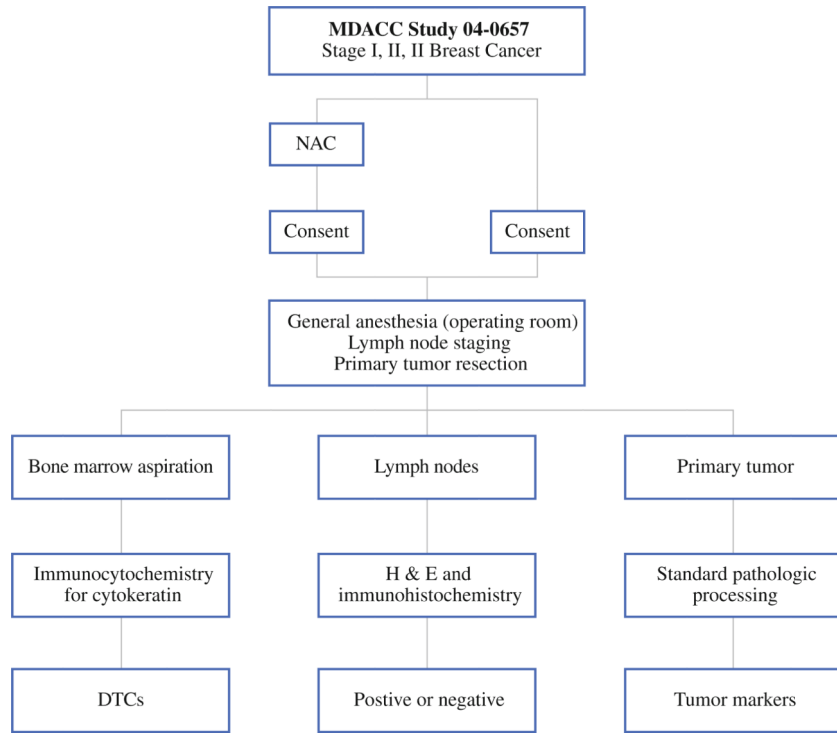 MDACC Study 04-0657
Stage I, II, II Breast Cancer
NAC
Consent
Consent
General anesthesia (operating room)
Lymph node staging
Primary tumor resection
Bone marrow aspiration
Lymph nodes
Primary tumor
Immunocytochemistry
for cytokeratin
H & E and
immunohistochemistry
Standard pathologic
processing
DTCs
Postive or negative
Tumor markers